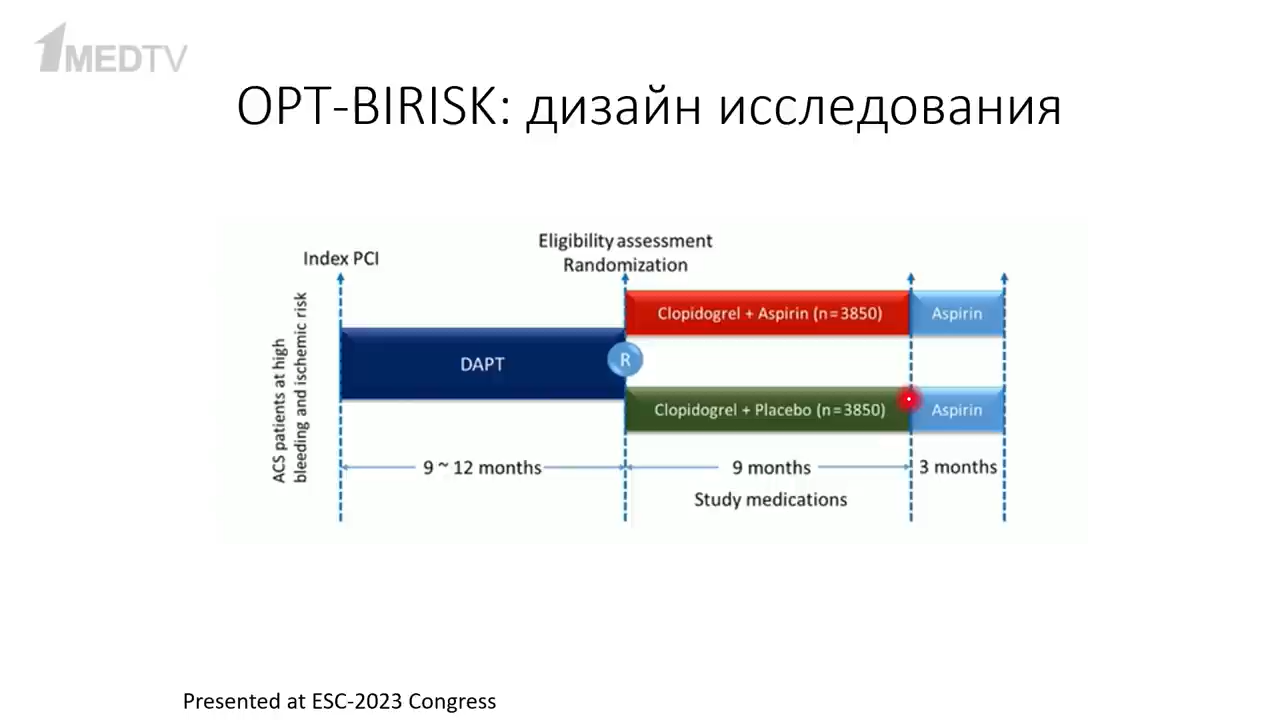 1MEDTV
OPT-BIRISK: дизайн исследования
Index PCI
Eligibility assessment
Randomization
ACS patients at high
bleeding and ischemic risk
DAPT
R
Clopidogrel + Aspirin (n=3850)
Aspirin
Clopidogrel + Placebo (n=3850)
Aspirin
9 ~ 12 months
9 months
3 months
Study medications
Presented at ESC-2023 Congress